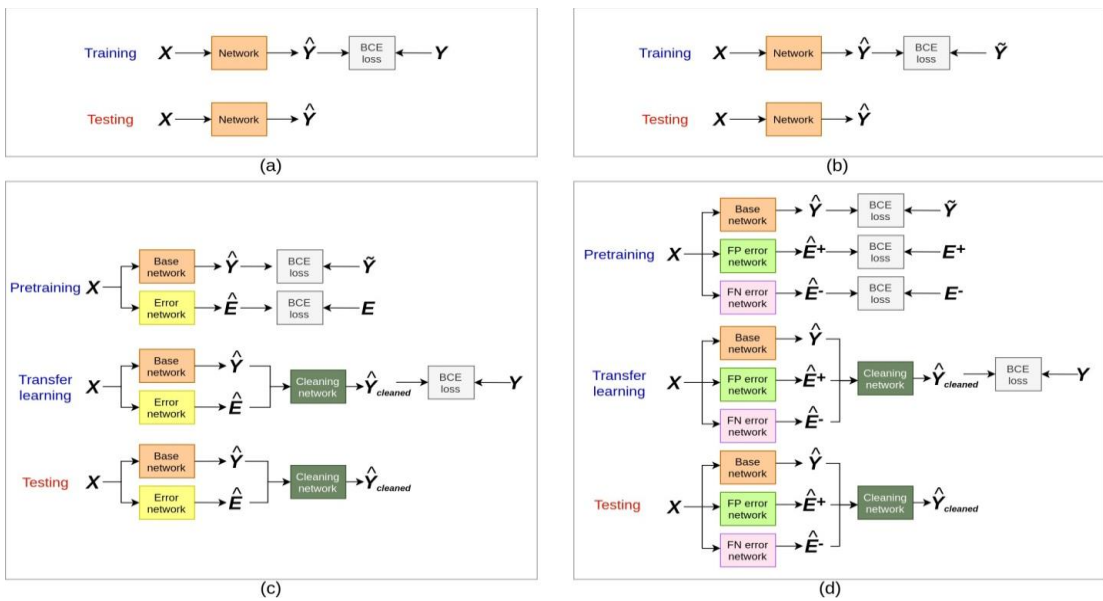 Training X Network Ŷ BCE loss Y
Testing X Network Ŷ
(a)
Training X Network Ŷ BCE loss Ỹ
Testing X Network Ŷ
(b)
Pretraining X
Base network Ŷ BCE loss Ỹ
Error network Ê BCE loss E
Transfer learning X
Base network Ŷ
Error network Ê
Cleaning network Ŷcleaned BCE loss Y
Testing X
Base network Ŷ
Error network Ê
Cleaning network Ŷcleaned
(c)
Pretraining X
Base network Ŷ BCE loss Ỹ
FP error network Ê+ BCE loss E+
FN error network Ê- BCE loss E-
Transfer learning X
Base network Ŷ
FP error network Ê+
FN error network Ê-
Cleaning network Ŷcleaned BCE loss Y
Testing X
Base network Ŷ
FP error network Ê+
FN error network Ê-
Cleaning network Ŷcleaned
(d)